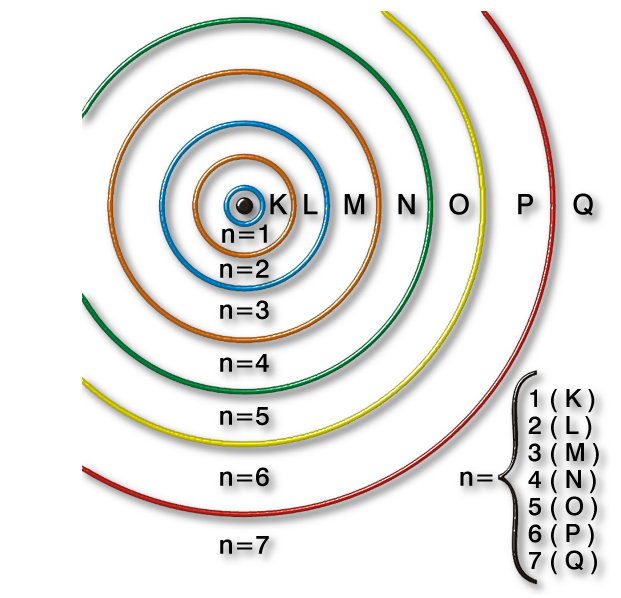 K L M N O P Q
n=1
n=2
n=3
n=4
n=5
n=6
n=7
n=
1 ( K )
2 ( L )
3 ( M )
4 ( N )
5 ( O )
6 ( P )
7 ( Q )